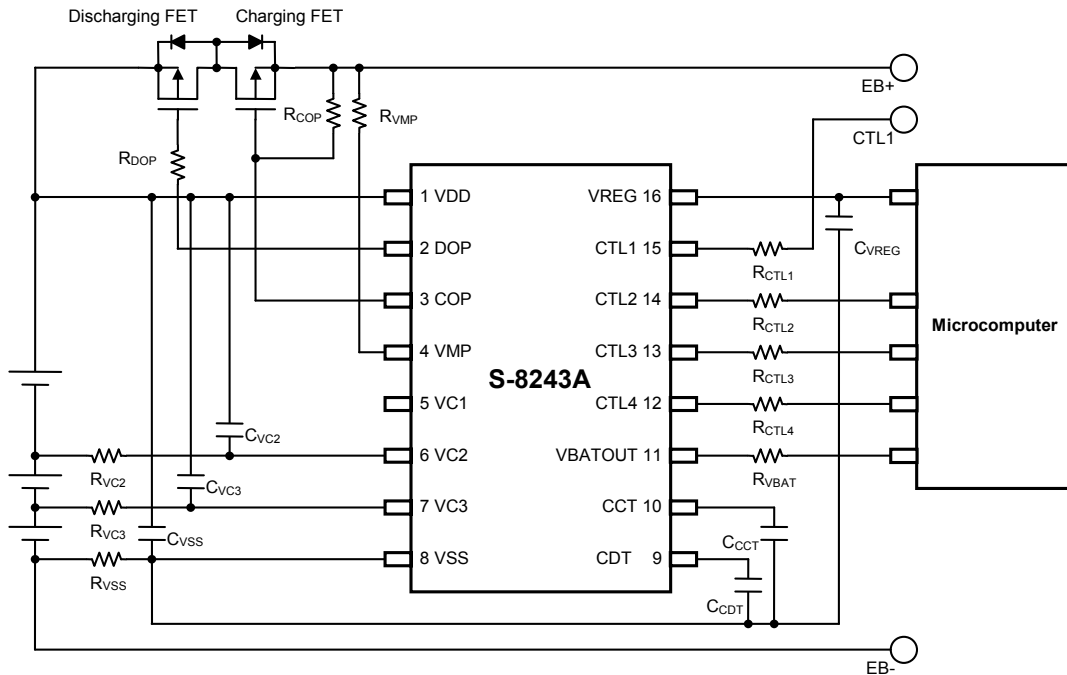 Discharging FET
Charging FET
EB+
CTL1
RCOP
RVMP
RDOP
1 VDD
2 DOP
3 COP
4 VMP
5 VC1
6 VC2
7 VC3
8 VSS
S-8243A
VREG 16
CTL1 15
CTL2 14
CTL3 13
CTL4 12
VBATOUT 11
CCT 10
CDT 9
CVREG
RCTL1
RCTL2
RCTL3
RCTL4
RVBAT
Microcomputer
CVC2
RVC2
CVC3
RVC3
CVSS
RVSS
CCCT
CCDT
EB-